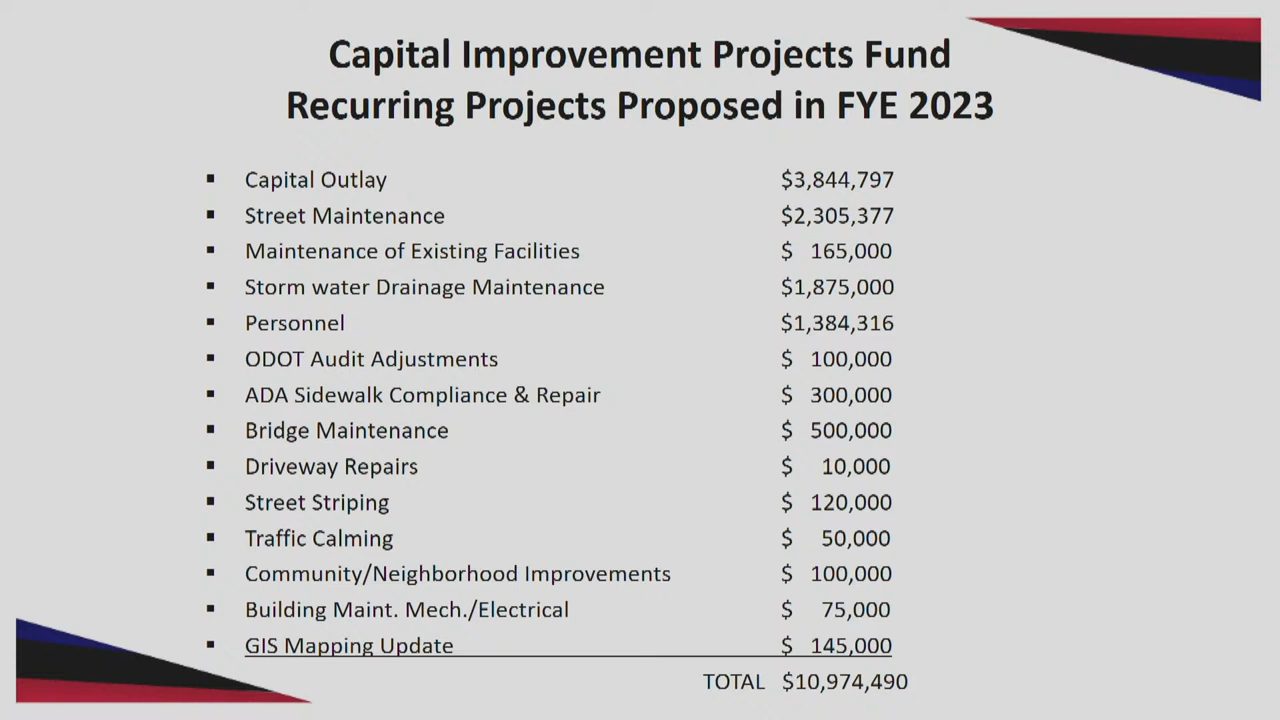 Capital Improvement Projects Fund
Recurring Projects Proposed in FYE 2023
▪ Capital Outlay $3,844,797
▪ Street Maintenance $2,305,377
▪ Maintenance of Existing Facilities $ 165,000
▪ Storm water Drainage Maintenance $1,875,000
▪ Personnel $1,384,316
▪ ODOT Audit Adjustments $ 100,000
▪ ADA Sidewalk Compliance & Repair $ 300,000
▪ Bridge Maintenance $ 500,000
▪ Driveway Repairs $ 10,000
▪ Street Striping $ 120,000
▪ Traffic Calming $ 50,000
▪ Community/Neighborhood Improvements $ 100,000
▪ Building Maint. Mech./Electrical $ 75,000
▪ GIS Mapping Update $ 145,000
TOTAL $10,974,490